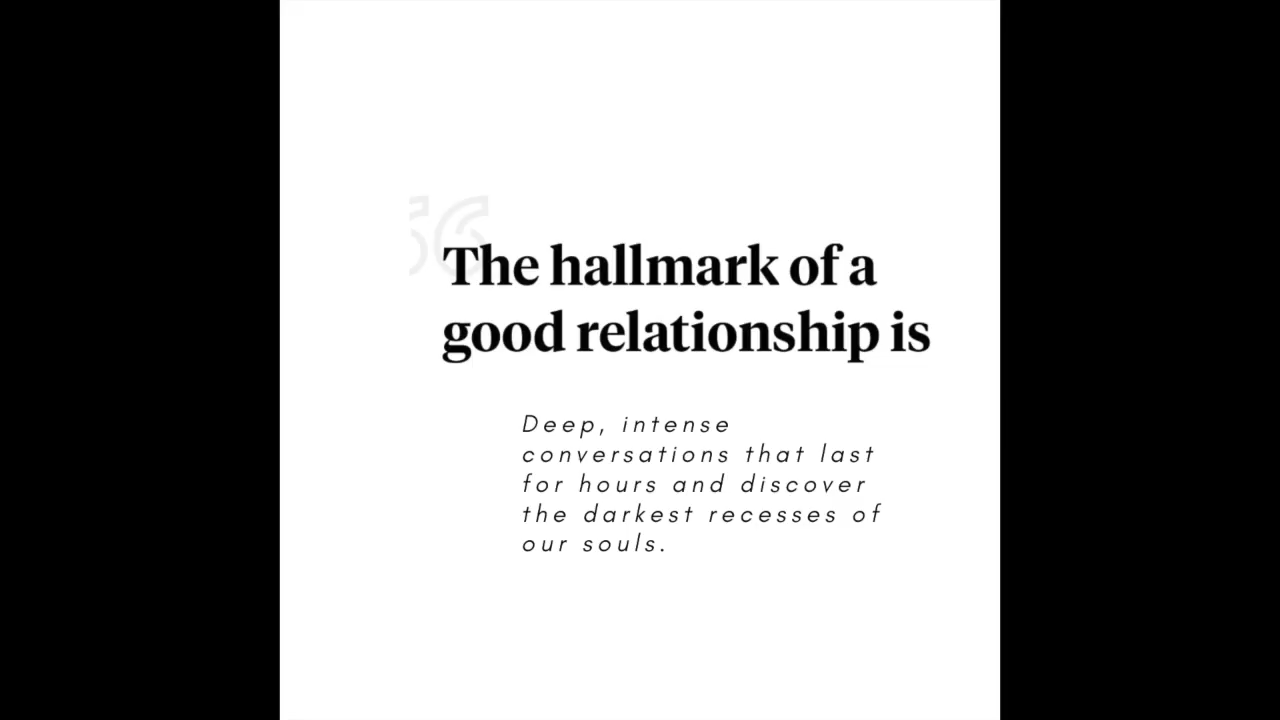 The hallmark of a
good relationship is
Deep, intense
conversations that last
for hours and discover
the darkest recesses of
our souls.